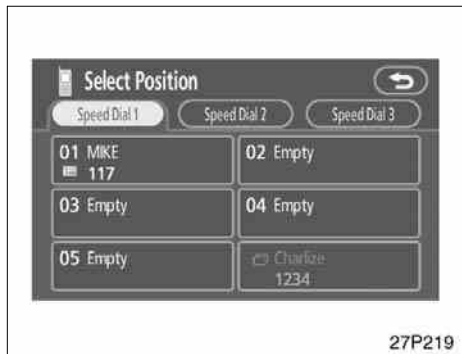 Select Position
Speed Dial 1 Speed Dial 2 Speed Dial 3
01 MIKE
117
02 Empty
03 Empty
04 Empty
05 Empty
Charlize
1234
27P219